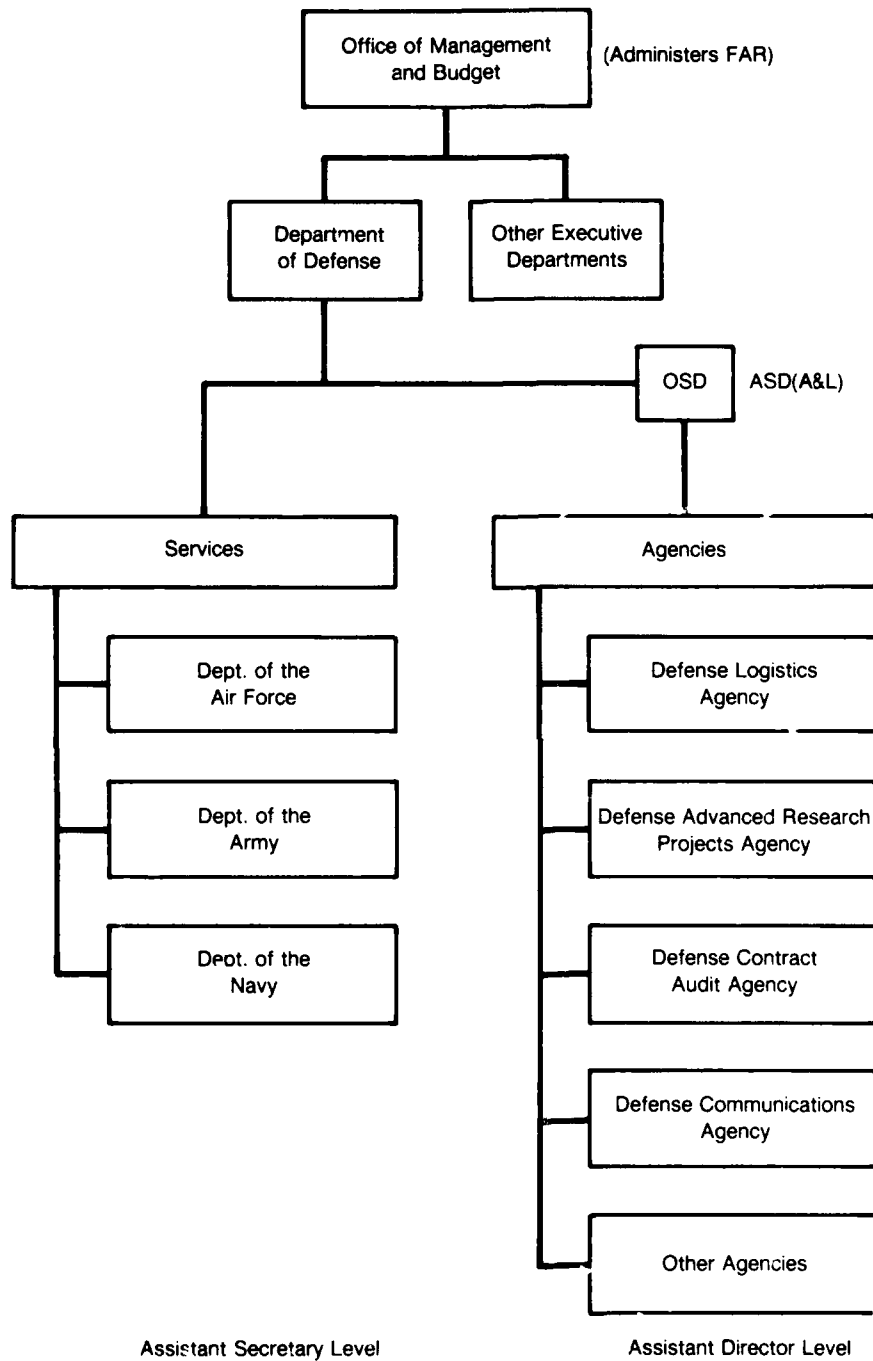 Office of Management
and Budget
(Administers FAR)
Department
of Defense
Other Executive
Departments
OSD
ASD(A&L)
Services
Agencies
Dept. of the
Air Force
Defense Logistics
Agency
Dept. of the
Army
Defense Advanced Research
Projects Agency
Dept. of the
Navy
Defense Contract
Audit Agency
Defense Communications
Agency
Other Agencies
Assistant Secretary Level
Assistant Director Level